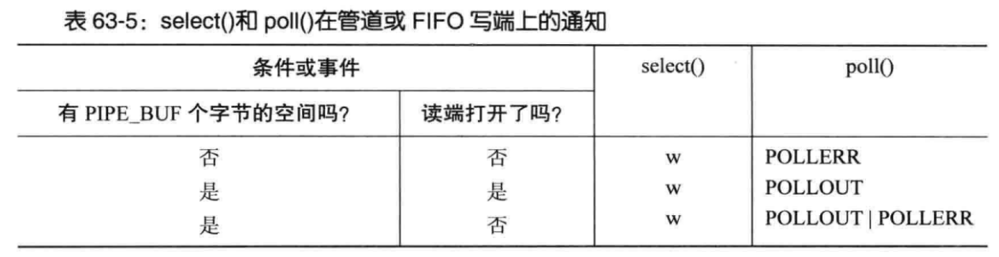 表 63-5：select()和 poll()在管道或 FIFO 写端上的通知
条件或事件 select() poll()
有 PIPE_BUF 个字节的空间吗？ 读端打开了吗？
否 否 w POLLERR
是 是 w POLLOUT
是 否 w POLLOUT | POLLERR